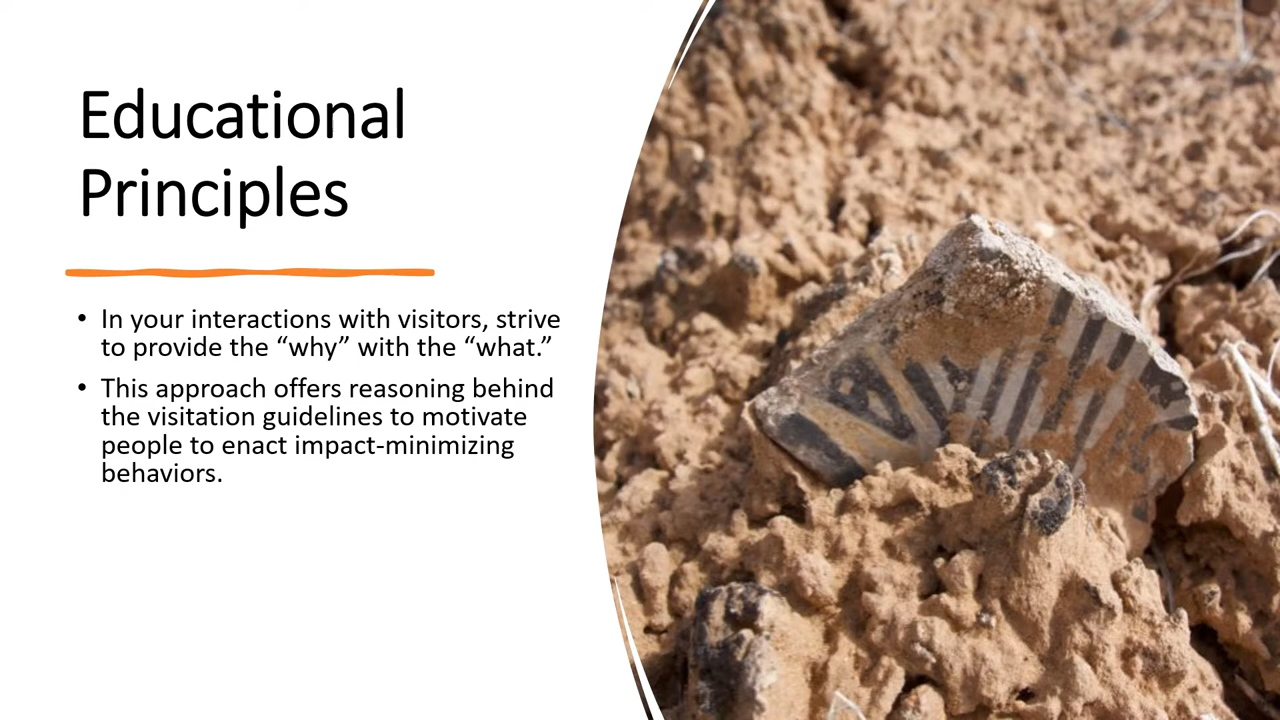 Educational
Principles
• In your interactions with visitors, strive
to provide the “why” with the “what.”
• This approach offers reasoning behind
the visitation guidelines to motivate
people to enact impact-minimizing
behaviors.